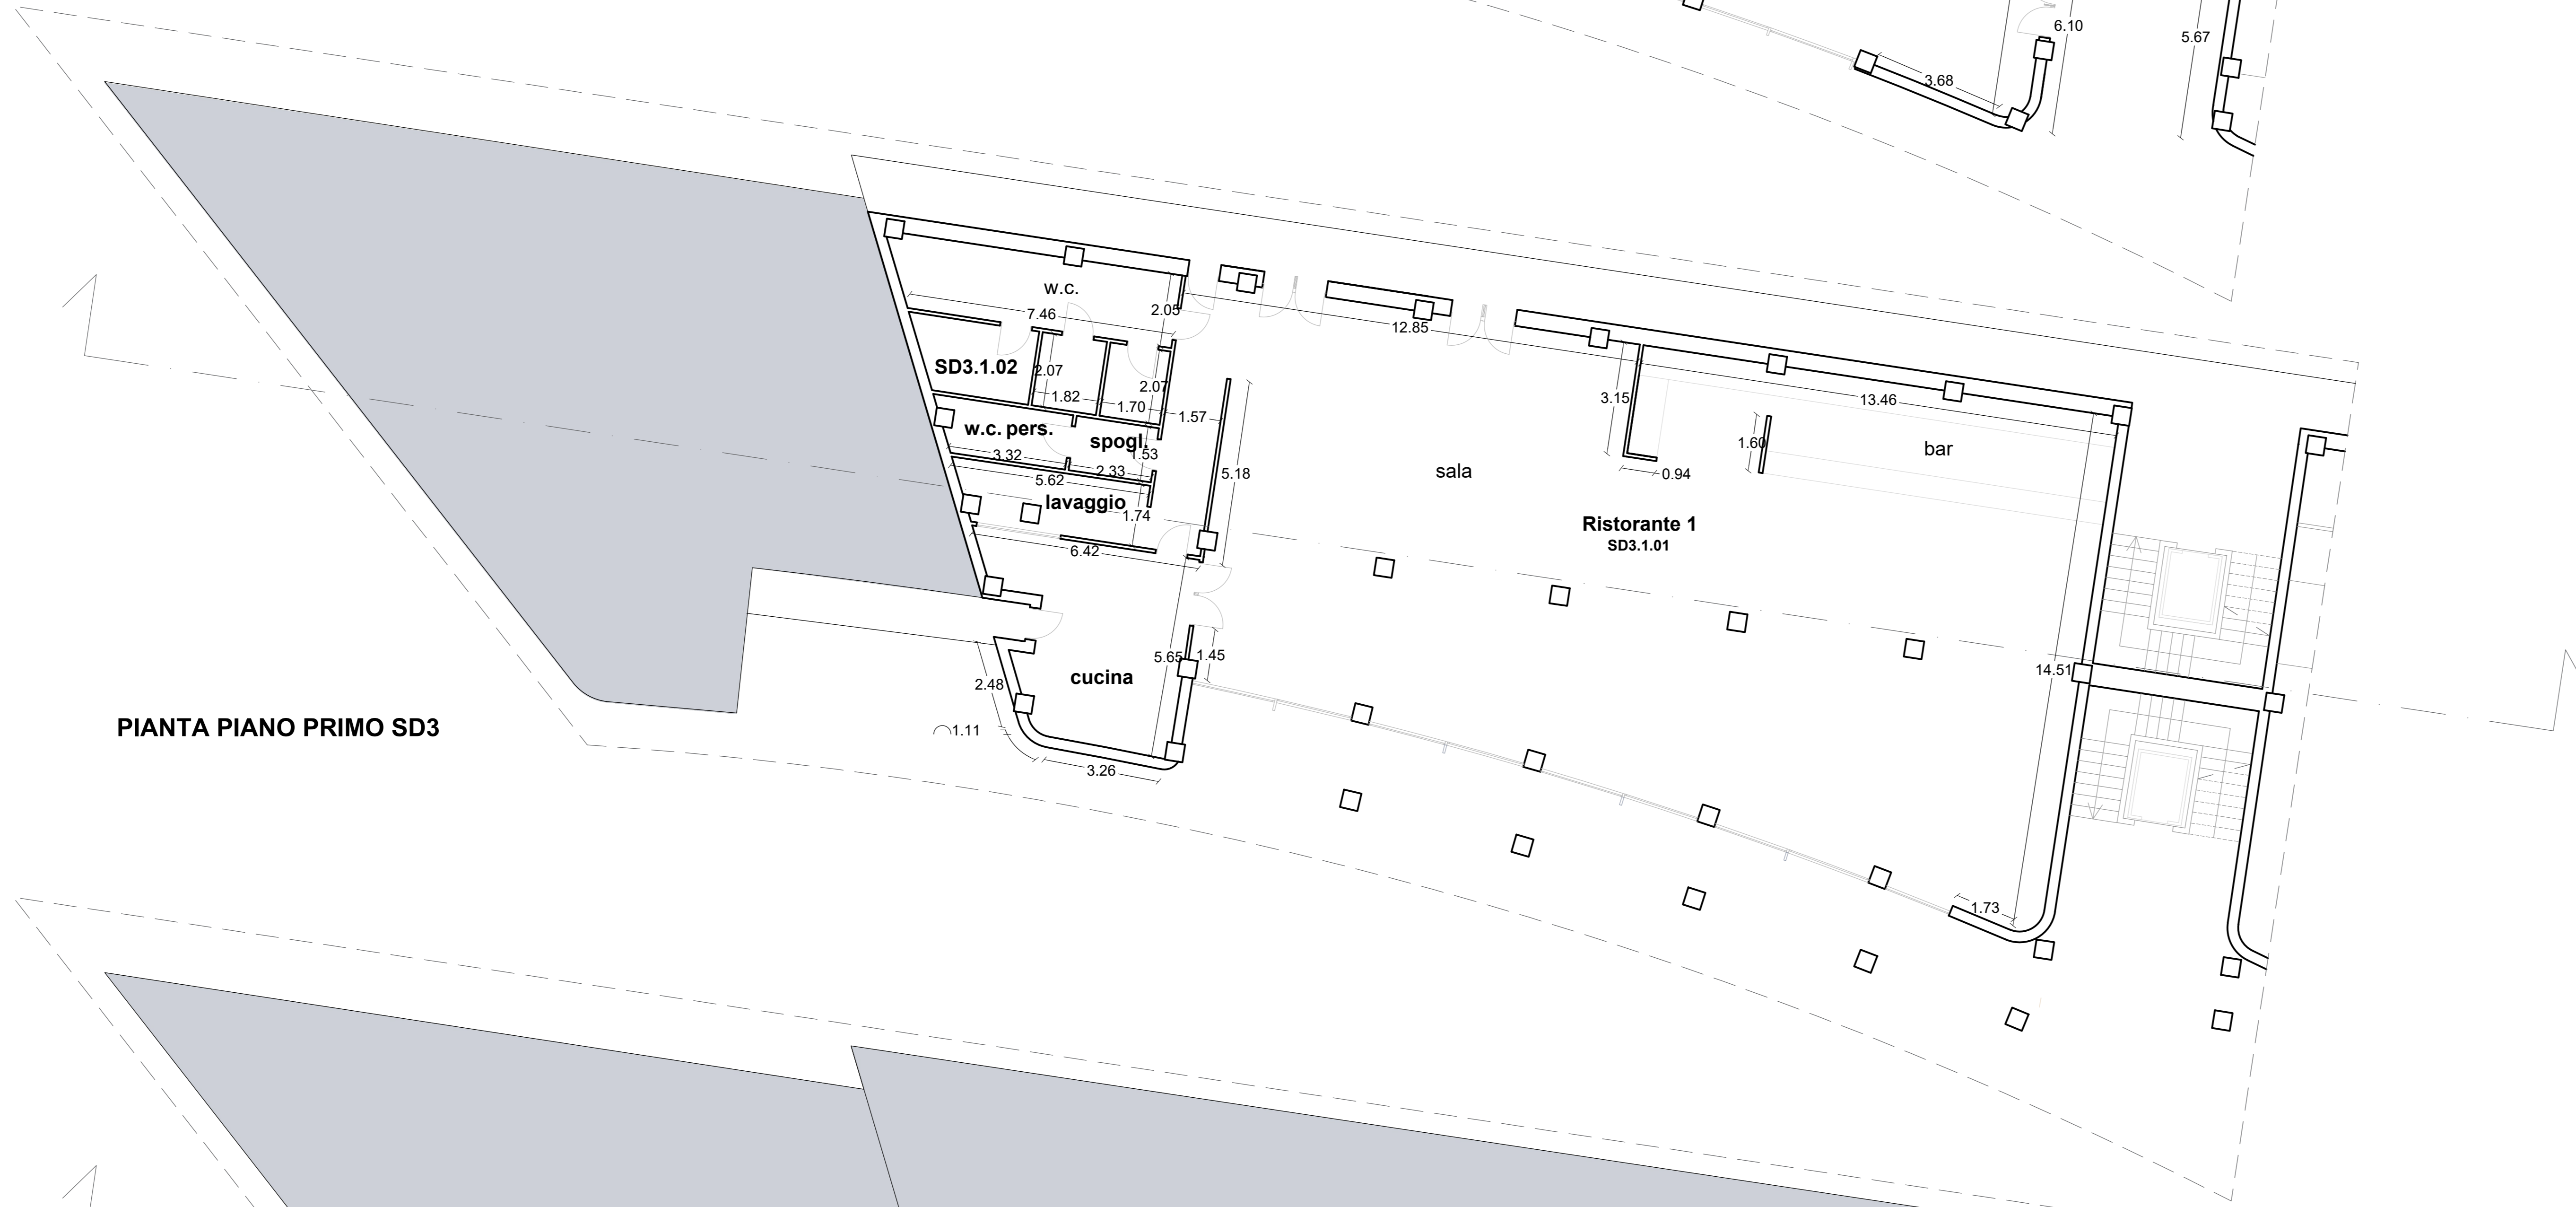 6.10
5.67
3.68
w.c.
7.46
2.05
12.85
SD3.1.02
2.07
2.07
1.82
1.70
1.57
3.15
13.46
w.c. pers.
spogl.
1.53
3.32
2.33
5.62
5.18
sala
1.60
bar
0.94
lavaggio
1.74
6.42
Ristorante 1
SD3.1.01
cucina
5.65
1.45
14.51
2.48
1.11
3.26
1.73
PIANTA PIANO PRIMO SD3